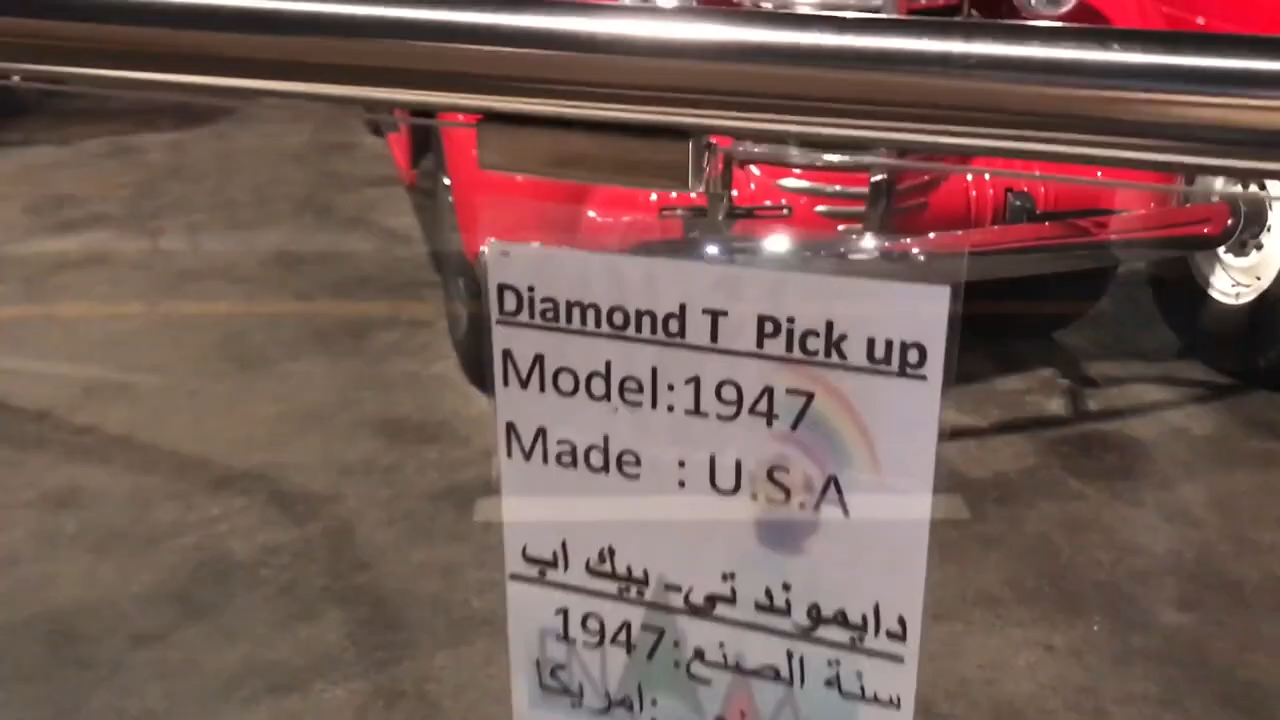 Diamond T Pick up
Model:1947
Made : U.S.A
دايموند تي- بيك اب
سنة الصنع:1947
:امريكا